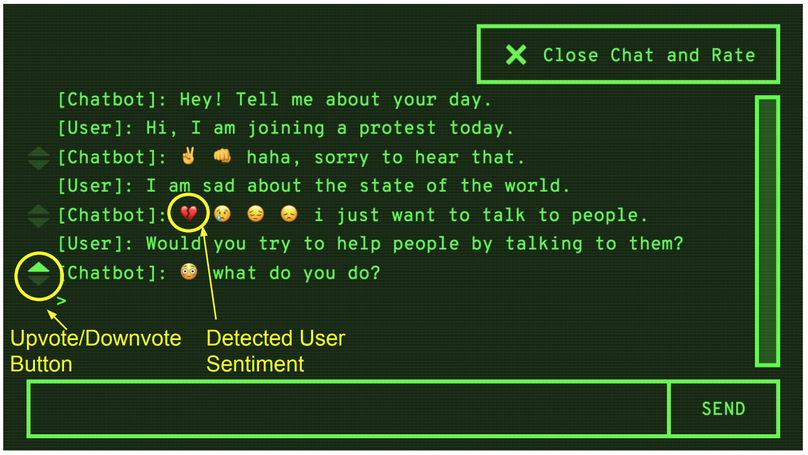 ❌ Close Chat and Rate
[Chatbot]: Hey! Tell me about your day.
[User]: Hi, I am joining a protest today.
[Chatbot]: ✌️ 👊 haha, sorry to hear that.
[User]: I am sad about the state of the world.
[Chatbot]: 💔 😢 😔 😞 i just want to talk to people.
[User]: Would you try to help people by talking to them?
[Chatbot]: 😳 what do you do?
>
Upvote/Downvote
Button
Detected User
Sentiment
SEND